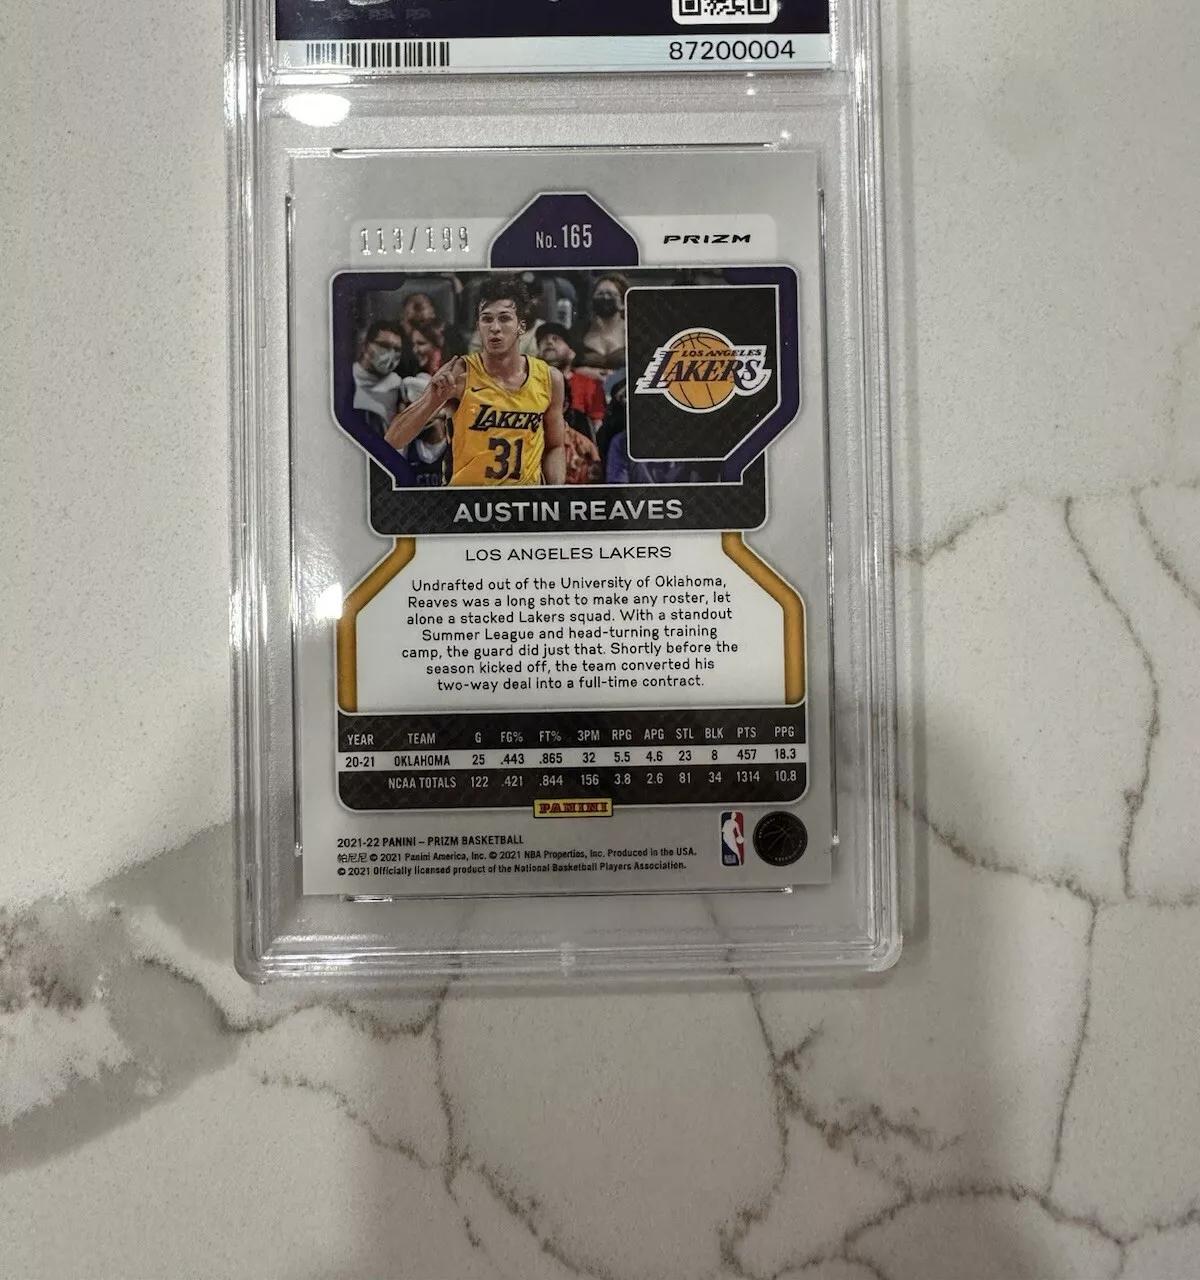 PSA PSA PSA
87200004
113/199
No. 165
PRIZM
LOS ANGELES
LAKERS
LAKERS
31
AUSTIN REAVES
LOS ANGELES LAKERS
Undrafted out of the University of Oklahoma,
Reaves was a long shot to make any roster, let
alone a stacked Lakers squad. With a standout
Summer League and head-turning training
camp, the guard did just that. Shortly before the
season kicked off, the team converted his
two-way deal into a full-time contract.
YEAR TEAM G FG% FT% 3PM RPG APG STL BLK PTS PPG
20-21 OKLAHOMA 25 .443 .865 32 5.5 4.6 23 8 457 18.3
NCAA TOTALS 122 .421 .844 156 3.8 2.6 81 34 1314 10.8
PANINI
2021-22 PANINI – PRIZM BASKETBALL
帕尼尼 © 2021 Panini America, Inc. © 2021 NBA Properties, Inc. Produced in the USA.
© 2021 Officially licensed product of the National Basketball Players Association.
NBA